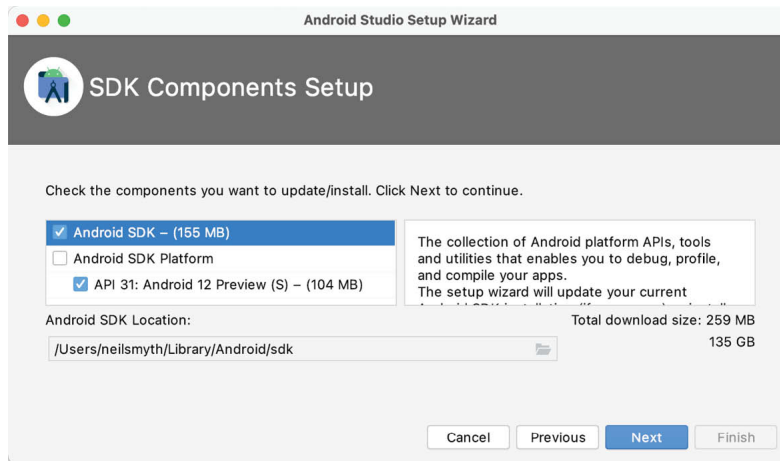 Android Studio Setup Wizard
SDK Components Setup
Check the components you want to update/install. Click Next to continue.
Android SDK – (155 MB)
Android SDK Platform
API 31: Android 12 Preview (S) – (104 MB)
The collection of Android platform APIs, tools
and utilities that enables you to debug, profile,
and compile your apps.
The setup wizard will update your current
Android SDK Location:
Total download size: 259 MB
/Users/neilsmyth/Library/Android/sdk
135 GB
Cancel
Previous
Next
Finish